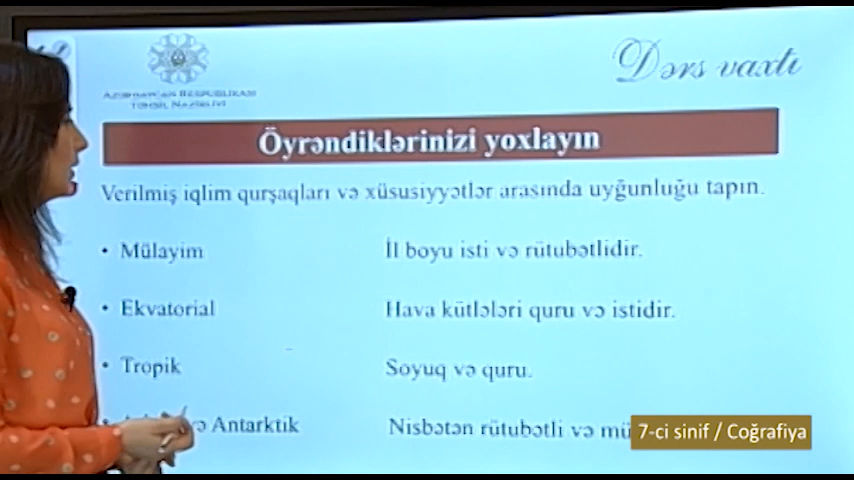 Dərs vaxtı
AZƏRBAYCAN RESPUBLİKASI
TƏHSİL NAZİRLİYİ
Öyrəndiklərinizi yoxlayın
Verilmiş iqlim qurşaqları və xüsusiyyətlər arasında uyğunluğu tapın.
• Mülayim İl boyu isti və rütubətlidir.
• Ekvatorial Hava kütlələri quru və istidir.
• Tropik Soyuq və quru.
və Antarktik Nisbətən rütubətli və
7-ci sinif / Coğrafiya